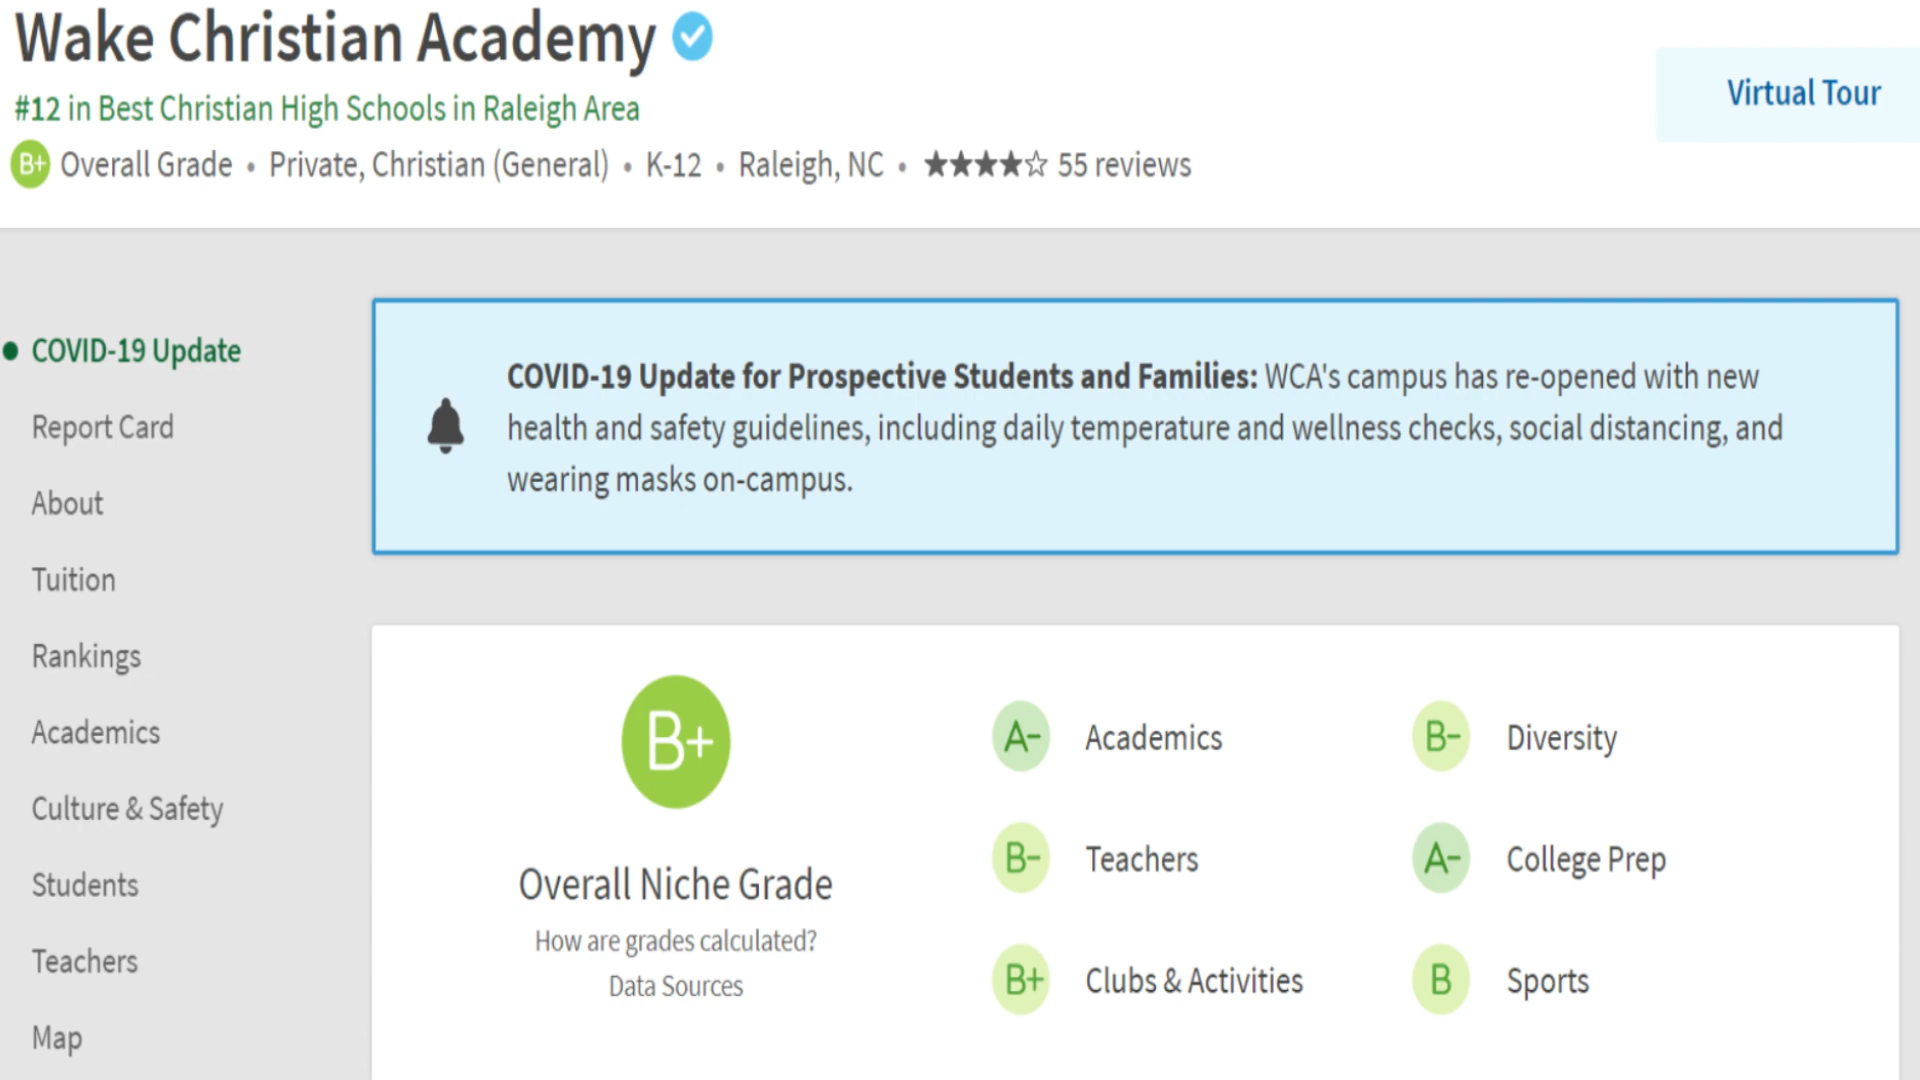 Wake Christian Academy
#12 in Best Christian High Schools in Raleigh Area
Virtual Tour
B+ Overall Grade • Private, Christian (General) • K-12 • Raleigh, NC • ★★★★☆ 55 reviews
COVID-19 Update
Report Card
About
Tuition
Rankings
Academics
Culture & Safety
Students
Teachers
Map
COVID-19 Update for Prospective Students and Families: WCA's campus has re-opened with new
health and safety guidelines, including daily temperature and wellness checks, social distancing, and
wearing masks on-campus.
B+
Overall Niche Grade
How are grades calculated?
Data Sources
A- Academics
B- Teachers
B+ Clubs & Activities
B- Diversity
A- College Prep
B Sports